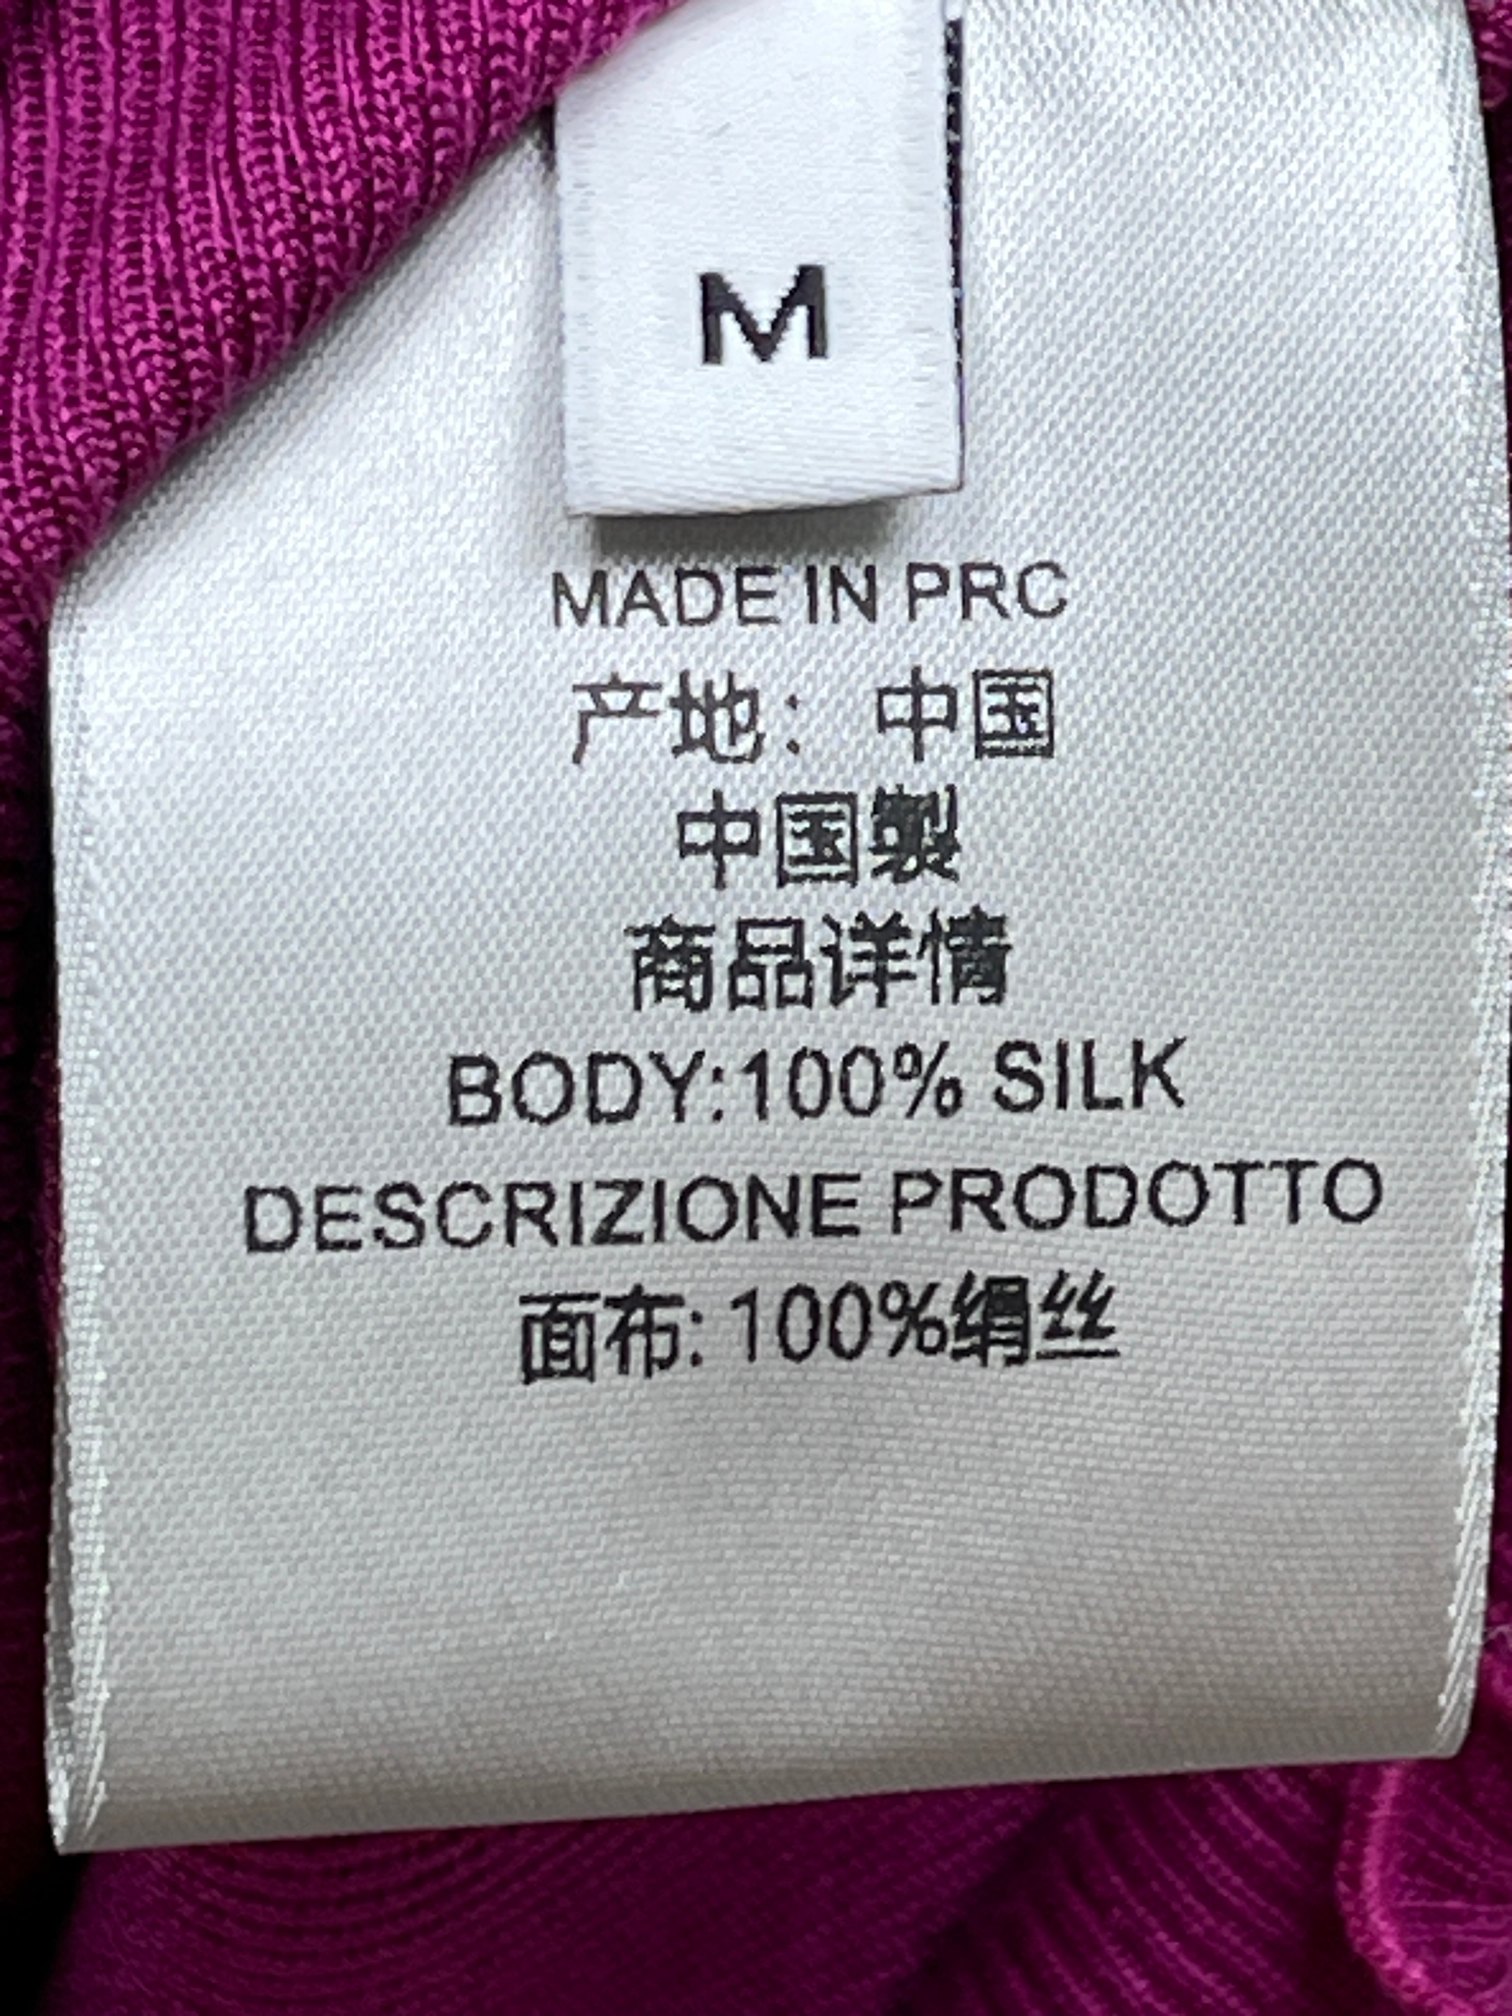 M
MADE IN PRC
产地：中国
中国製
商品详情
BODY:100% SILK
DESCRIZIONE PRODOTTO
面布: 100%绢丝